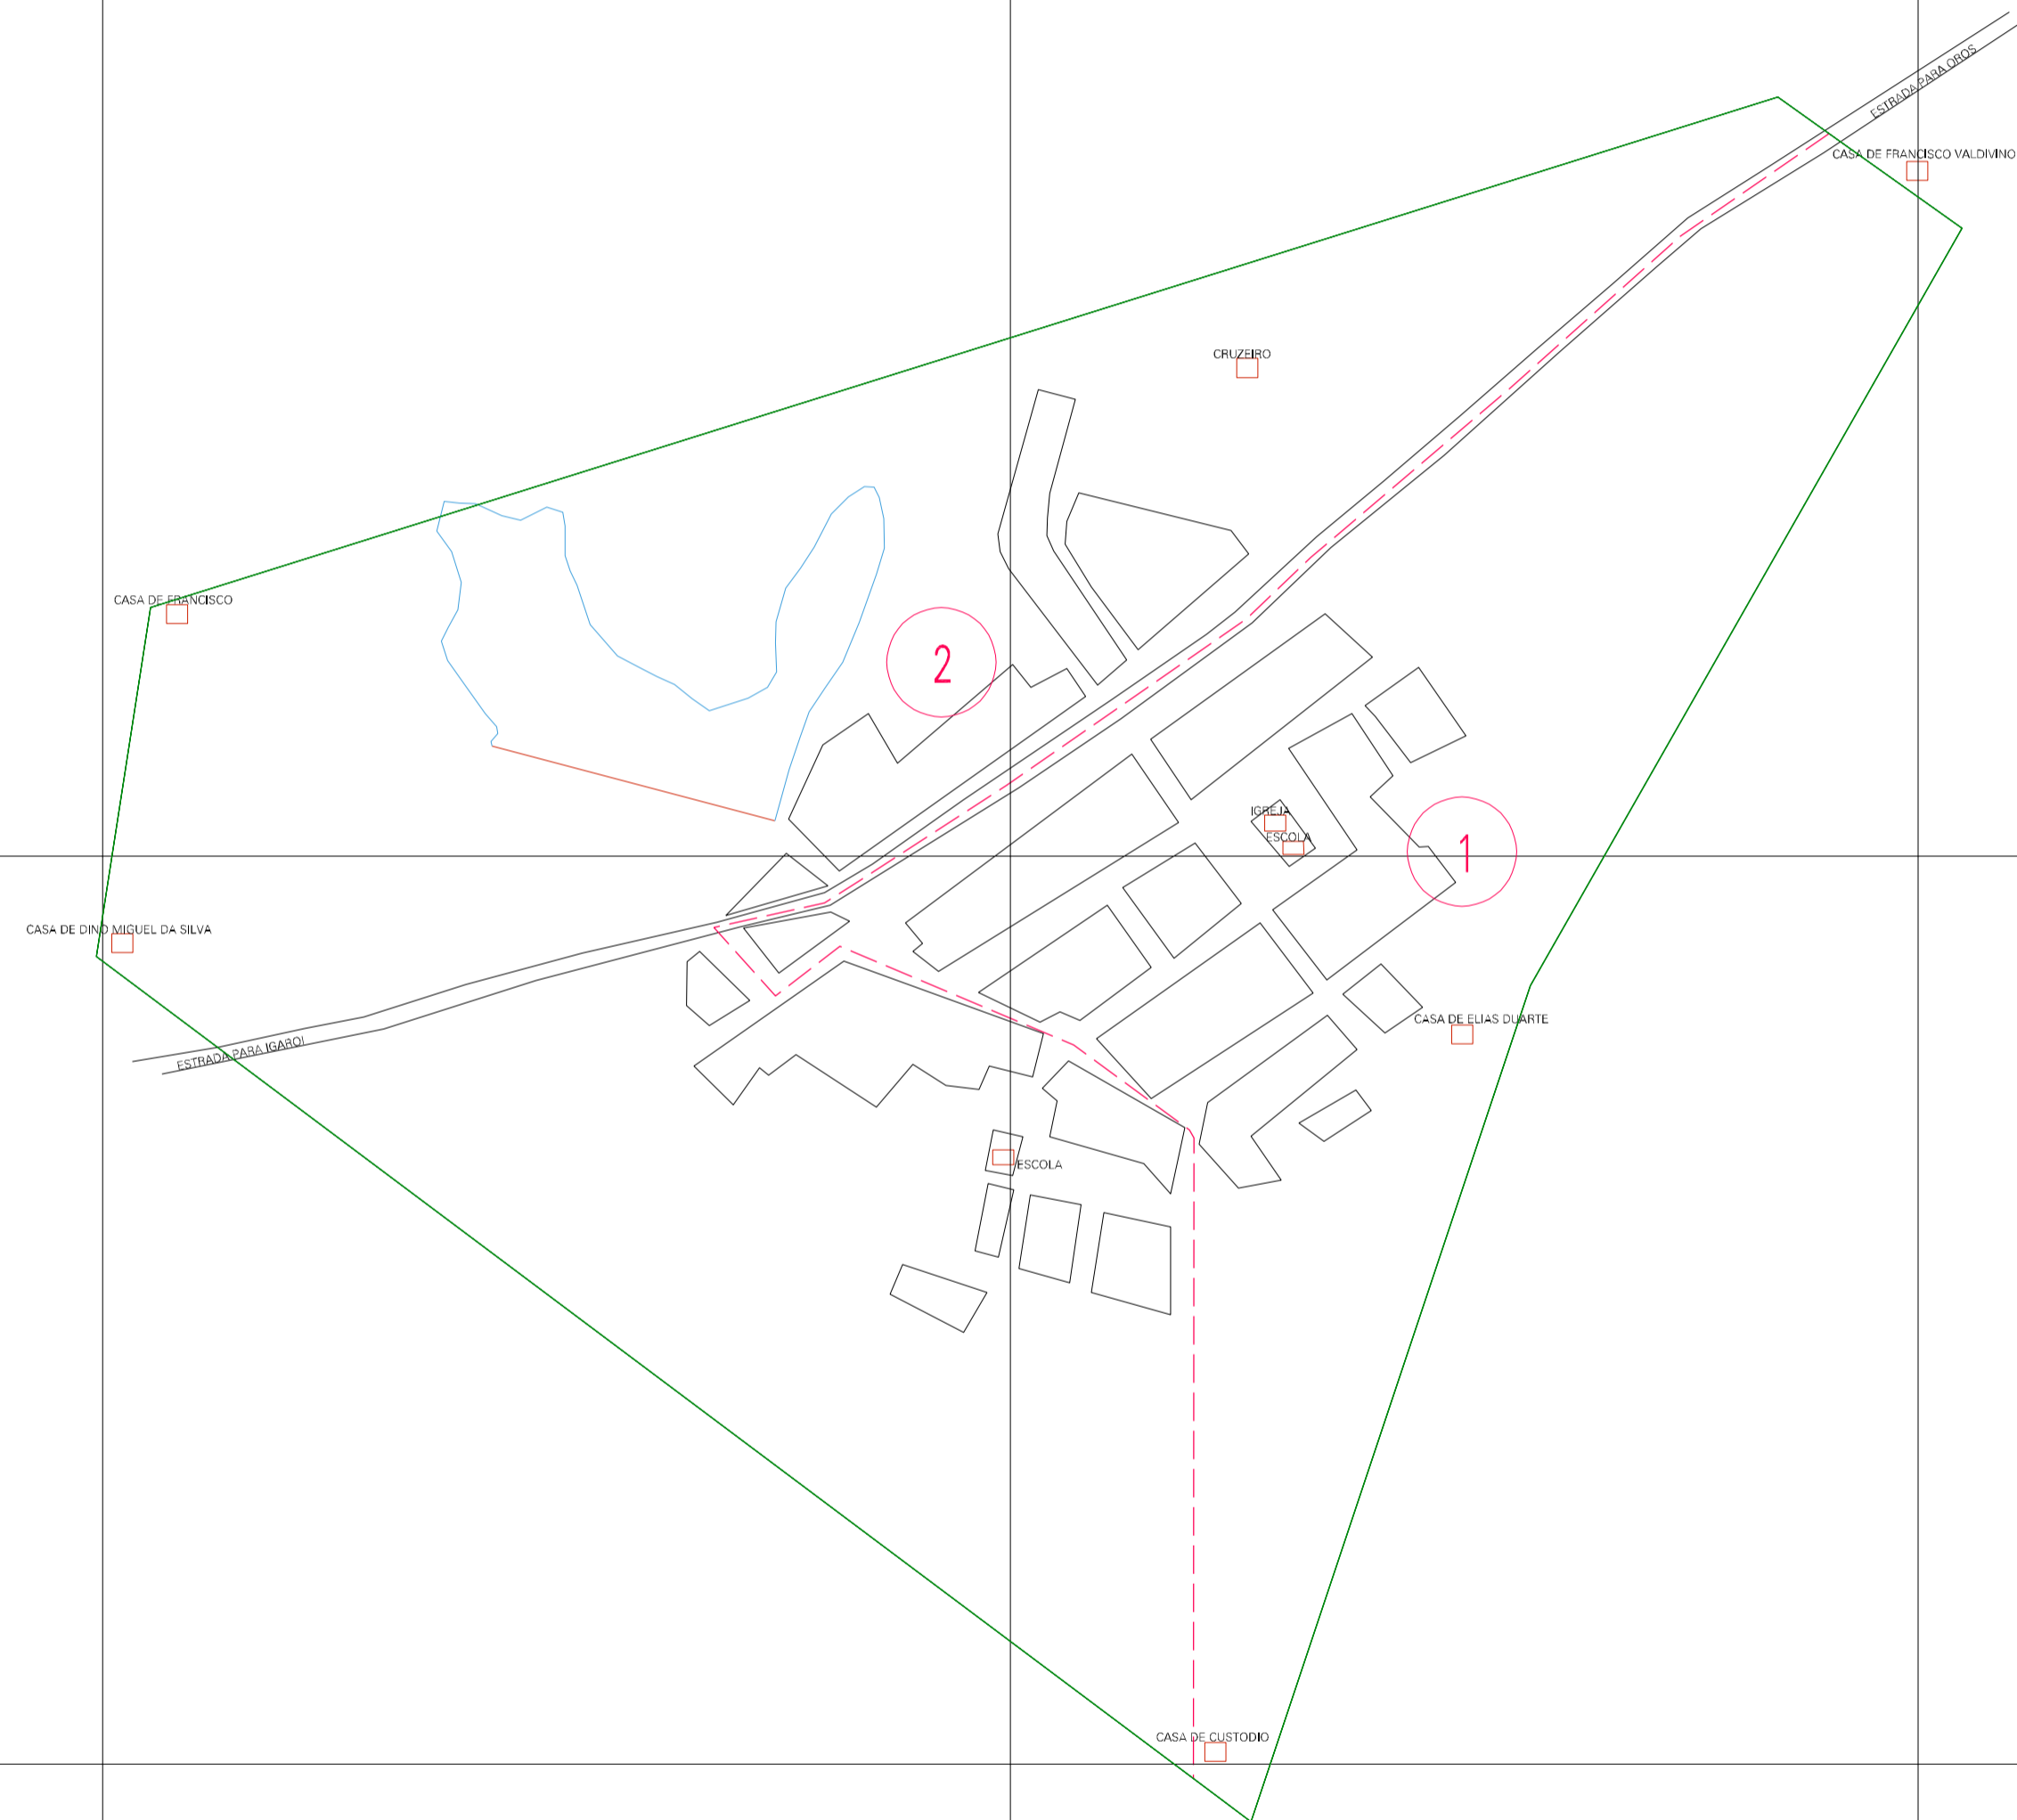 ESTRADA PARA OROS
CASA DE FRANCISCO VALDIVINO
CRUZEIRO
CASA DE FRANCISCO
2
IGREJA
ESCOLA
1
CASA DE DINO MIGUEL DA SILVA
CASA DE ELIAS DUARTE
ESTRADA PARA IGAROI
ESCOLA
CASA DE CUSTODIO